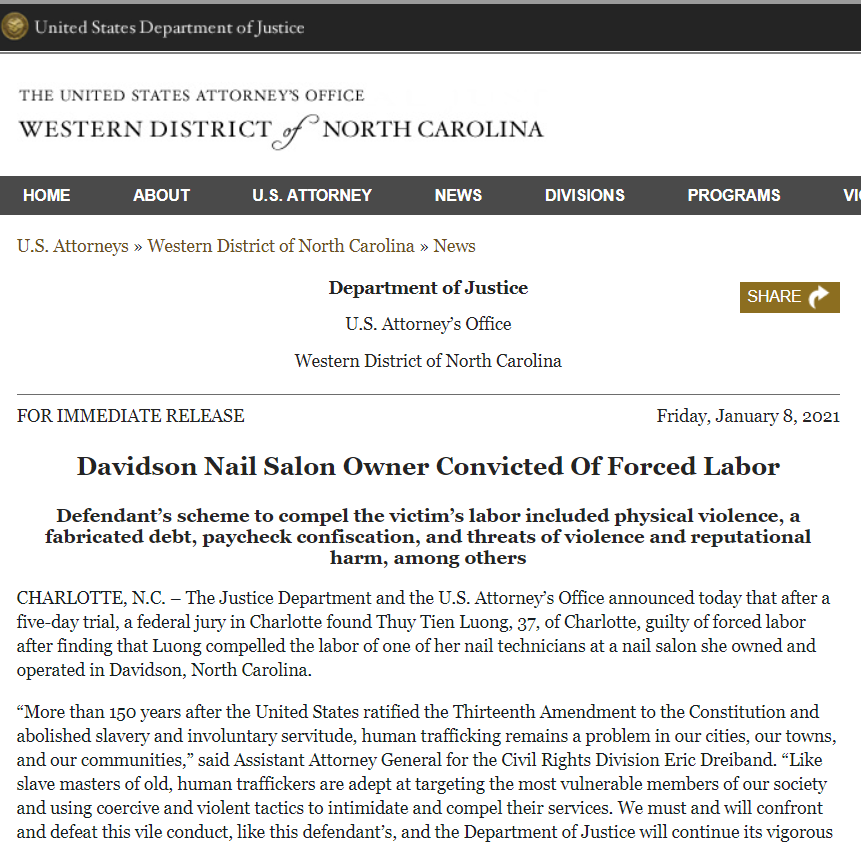 United States Department of Justice
THE UNITED STATES ATTORNEY'S OFFICE
WESTERN DISTRICT of NORTH CAROLINA
HOME ABOUT U.S. ATTORNEY NEWS DIVISIONS PROGRAMS VI
U.S. Attorneys » Western District of North Carolina » News
Department of Justice
SHARE
U.S. Attorney’s Office
Western District of North Carolina
FOR IMMEDIATE RELEASE Friday, January 8, 2021
Davidson Nail Salon Owner Convicted Of Forced Labor
Defendant’s scheme to compel the victim’s labor included physical violence, a
fabricated debt, paycheck confiscation, and threats of violence and reputational
harm, among others
CHARLOTTE, N.C. – The Justice Department and the U.S. Attorney’s Office announced today that after a
five-day trial, a federal jury in Charlotte found Thuy Tien Luong, 37, of Charlotte, guilty of forced labor
after finding that Luong compelled the labor of one of her nail technicians at a nail salon she owned and
operated in Davidson, North Carolina.
“More than 150 years after the United States ratified the Thirteenth Amendment to the Constitution and
abolished slavery and involuntary servitude, human trafficking remains a problem in our cities, our towns,
and our communities,” said Assistant Attorney General for the Civil Rights Division Eric Dreiband. “Like
slave masters of old, human traffickers are adept at targeting the most vulnerable members of our society
and using coercive and violent tactics to intimidate and compel their services. We must and will confront
and defeat this vile conduct, like this defendant’s, and the Department of Justice will continue its vigorous